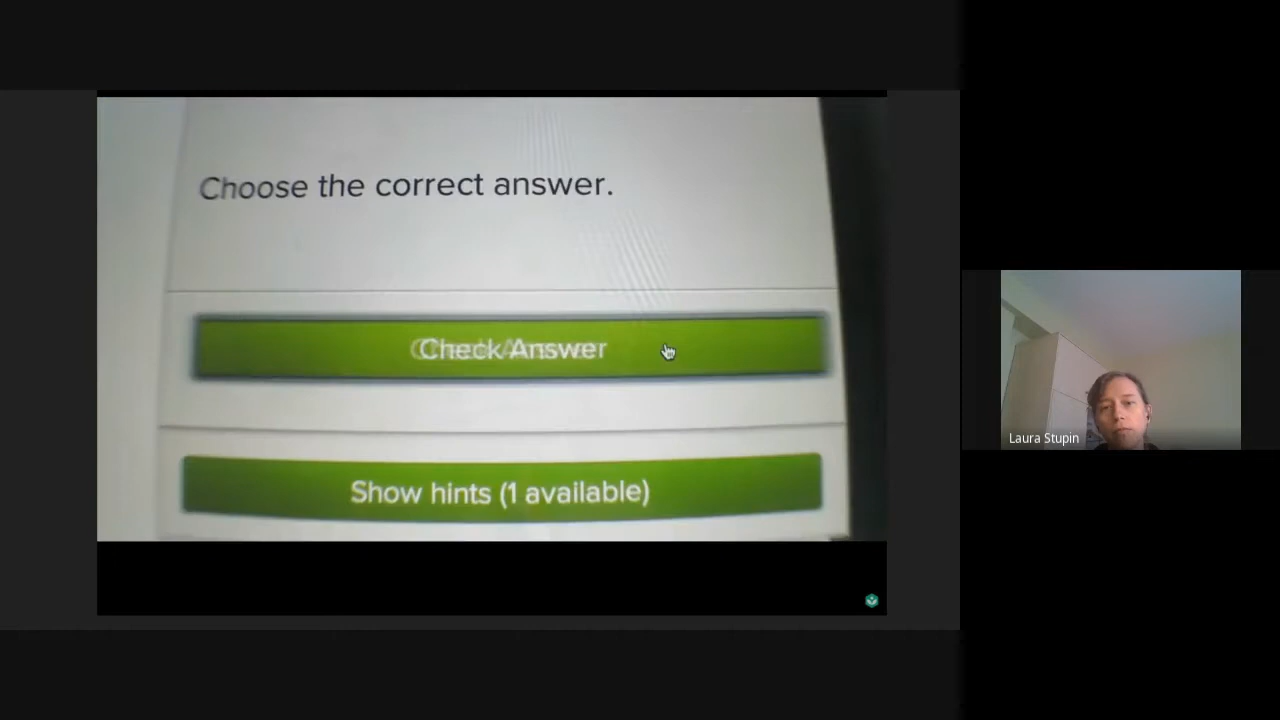 Choose the correct answer.
Check Answer
Show hints (1 available)
Laura Stupin